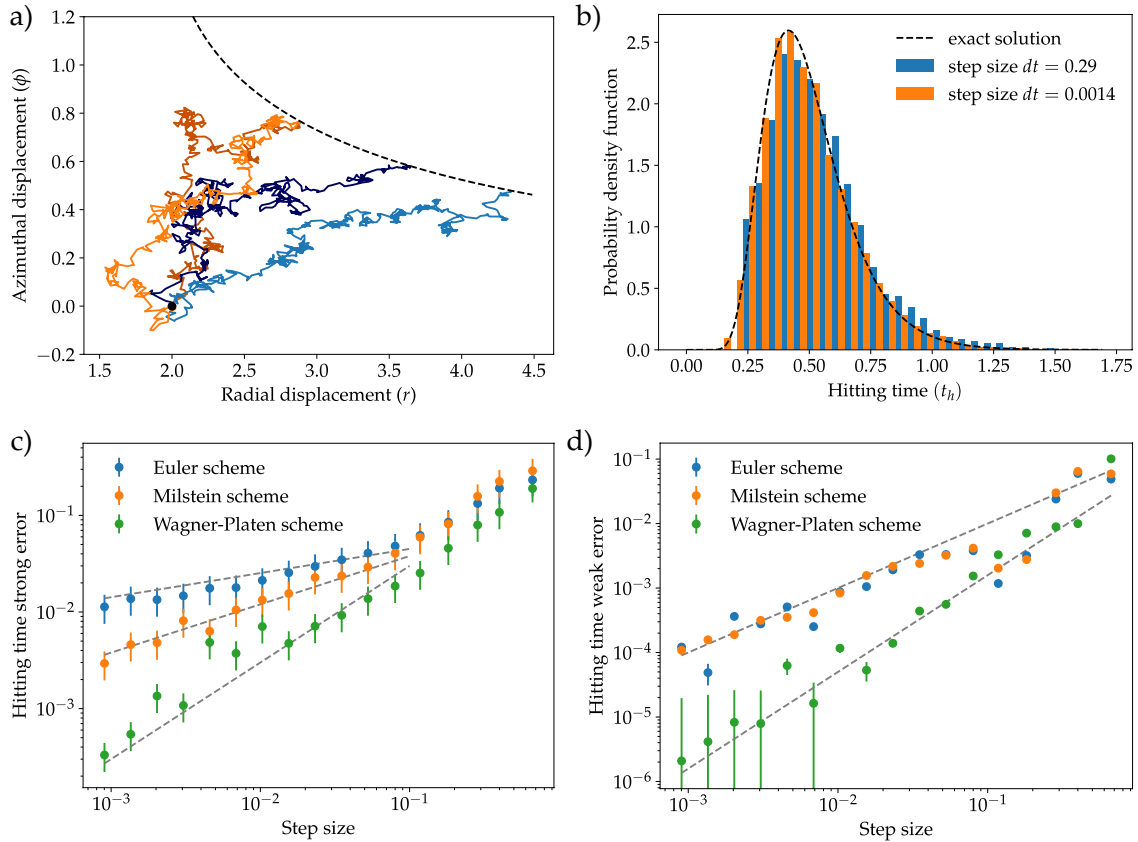 a)
Azimuthal displacement (ϕ)
1.2
1.0
0.8
0.6
0.4
0.2
0.0
−0.2
1.5 2.0 2.5 3.0 3.5 4.0 4.5
Radial displacement (r)
b)
Probability density function
2.5
2.0
1.5
1.0
0.5
0.0
exact solution
step size dt = 0.29
step size dt = 0.0014
0.00 0.25 0.50 0.75 1.00 1.25 1.50 1.75
Hitting time (t_h)
c)
Hitting time strong error
10⁻¹
10⁻²
10⁻³
Euler scheme
Milstein scheme
Wagner-Platen scheme
10⁻³ 10⁻² 10⁻¹
Step size
d)
Hitting time weak error
10⁻¹
10⁻²
10⁻³
10⁻⁴
10⁻⁵
10⁻⁶
Euler scheme
Milstein scheme
Wagner-Platen scheme
10⁻³ 10⁻² 10⁻¹
Step size